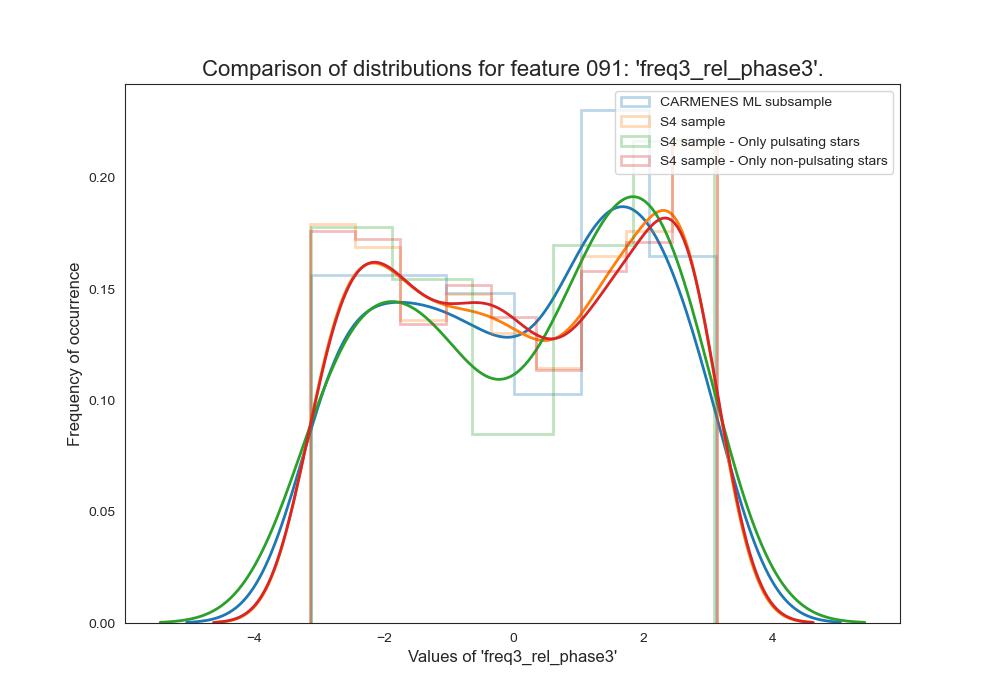 Comparison of distributions for feature 091: 'freq3_rel_phase3'.
CARMENES ML subsample
S4 sample
S4 sample - Only pulsating stars
S4 sample - Only non-pulsating stars
Frequency of occurrence
0.20
0.15
0.10
0.05
0.00
−4 −2 0 2 4
Values of 'freq3_rel_phase3'